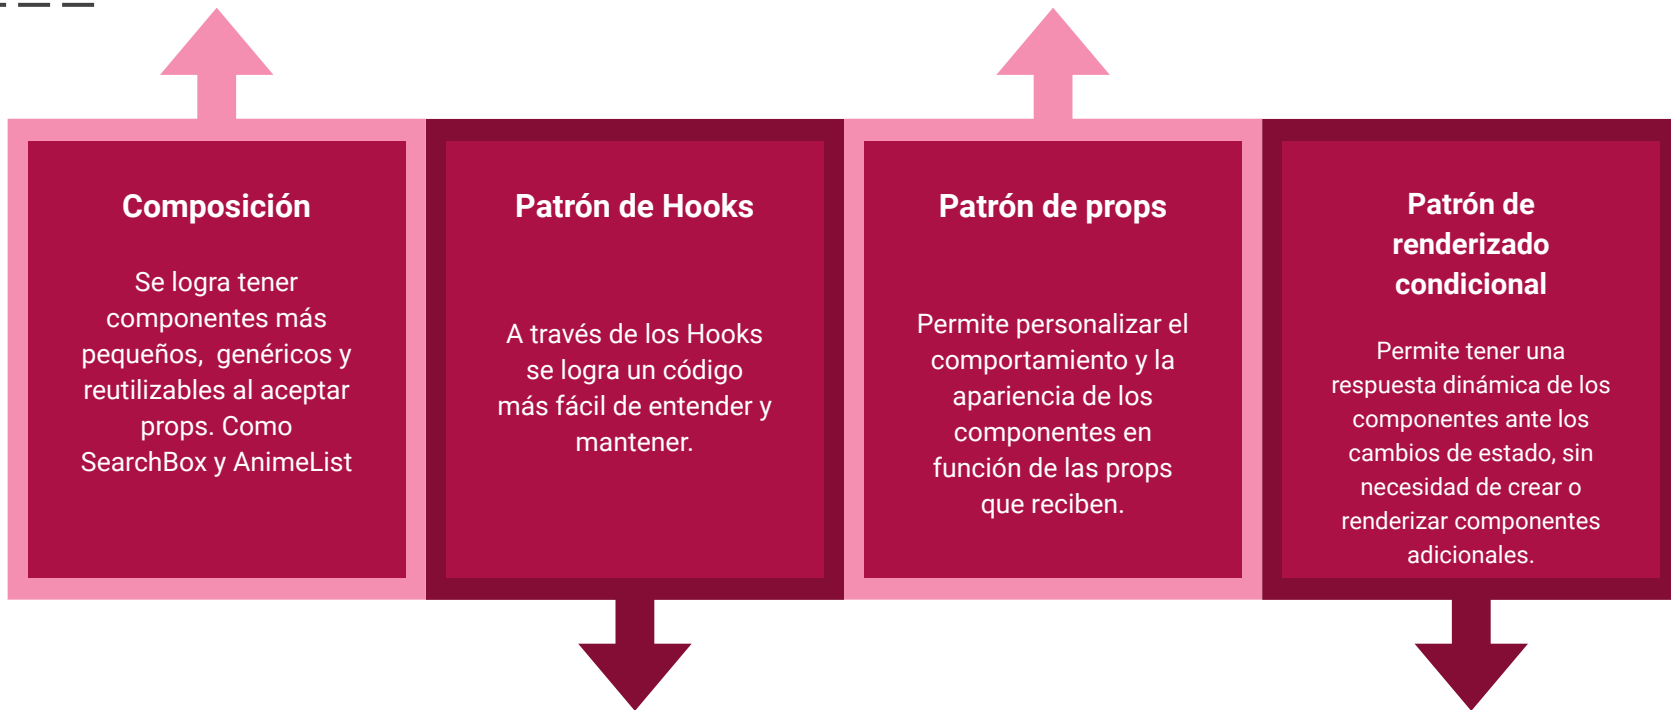 Composición
Se logra tener
componentes más
pequeños,  genéricos y
reutilizables al aceptar
props. Como
SearchBox y AnimeList
Patrón de Hooks
A través de los Hooks
se logra un código
más fácil de entender y
mantener.
Patrón de props
Permite personalizar el
comportamiento y la
apariencia de los
componentes en
función de las props
que reciben.
Patrón de
renderizado
condicional
Permite tener una
respuesta dinámica de los
componentes ante los
cambios de estado, sin
necesidad de crear o
renderizar componentes
adicionales.